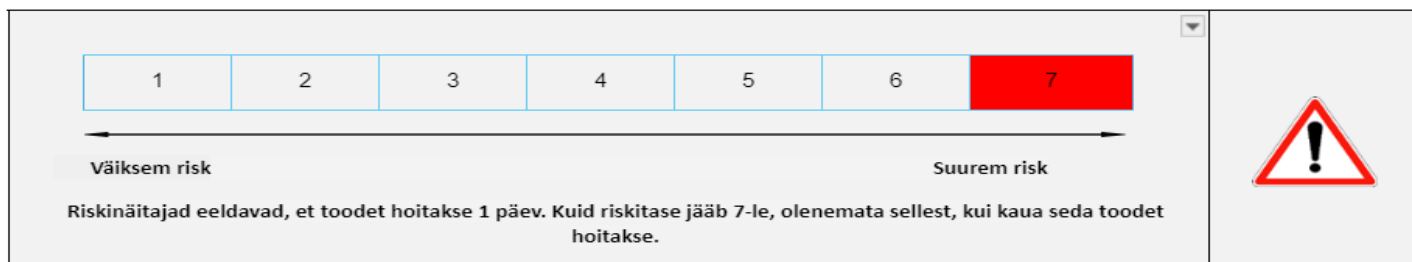 1 2 3 4 5 6 7
Väiksem risk Suurem risk
Riskinäitajad eeldavad, et toodet hoitakse 1 päev. Kuid riskitase jääb 7-le, olenemata sellest, kui kaua seda toodet
hoitakse.